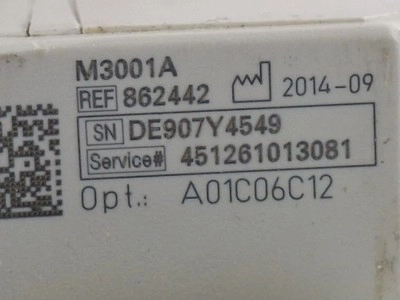 M3001A
REF 862442 2014-09
SN DE907Y4549
Service# 451261013081
Opt.: A01C06C12